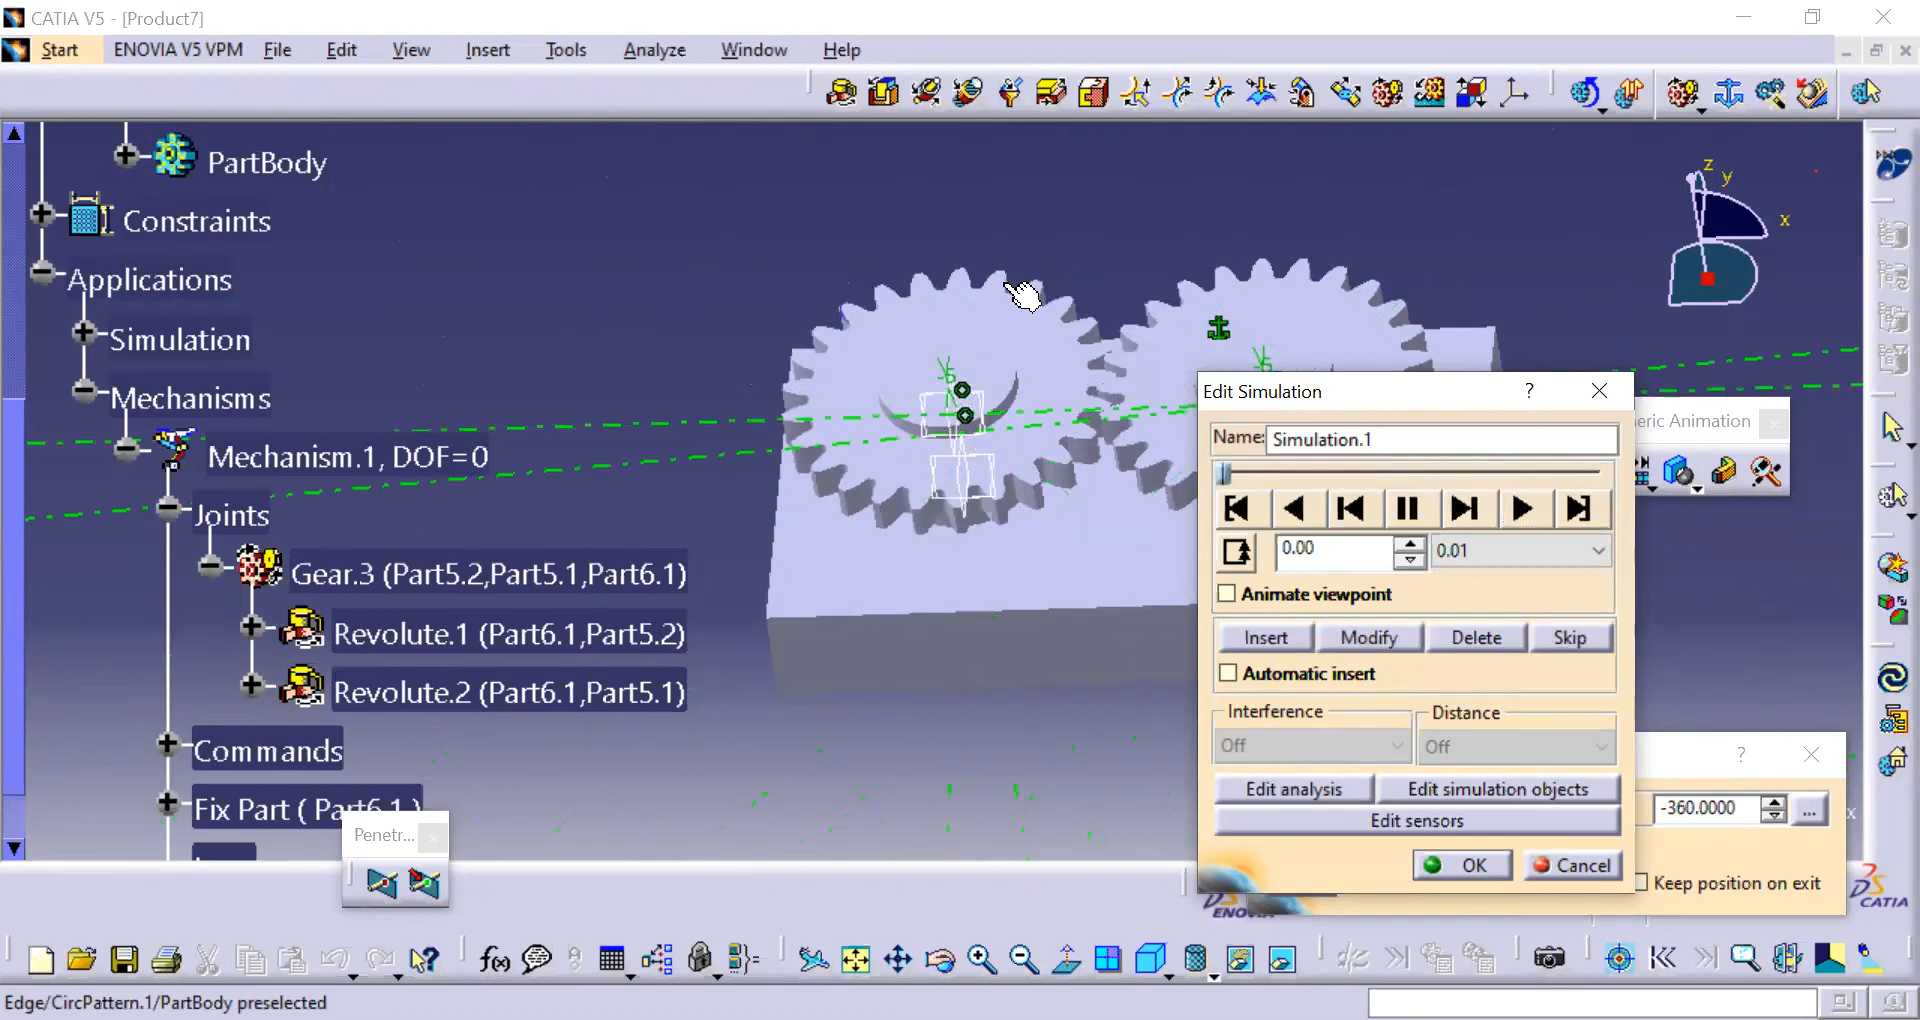 CATIA V5 - [Product7]
Start ENOVIA V5 VPM File Edit View Insert Tools Analyze Window Help
PartBody
Constraints
Applications
Simulation
Mechanisms
Mechanism.1, DOF=0
Joints
Gear.3 (Part5.2,Part5.1,Part6.1)
Revolute.1 (Part6.1,Part5.2)
Revolute.2 (Part6.1,Part5.1)
Commands
Fix Part ( Part6.1 )
Penetr...
z
y
x
Edit Simulation ?
Name: Simulation.1
0.00 0.01
Animate viewpoint
Insert Modify Delete Skip
Automatic insert
Interference Distance
Off Off
Edit analysis Edit simulation objects
Edit sensors
OK Cancel
eric Animation
?
-360.0000 ...
x
Keep position on exit
DS CATIA
f(x)
Edge/CircPattern.1/PartBody preselected